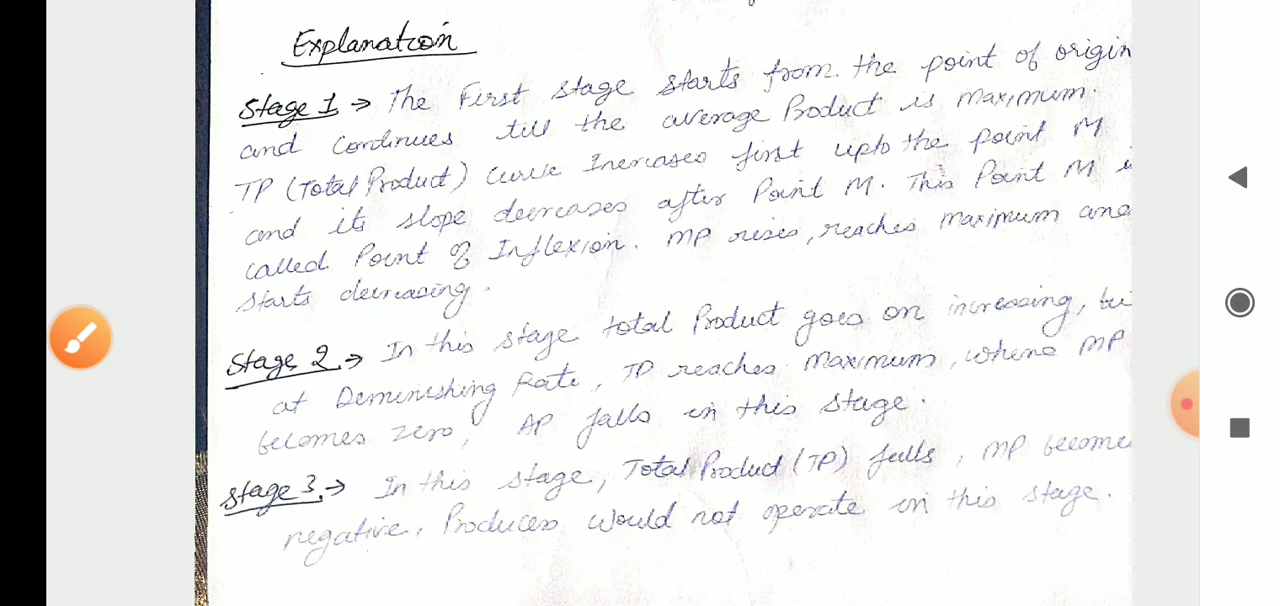 Explanation
Stage 1 → The First stage starts from the point of origin
and continues till the average Product is Maximum.
TP (Total Product) curve Increases first upto the point M
and its slope decreases after Point M. This Point M i
called Point of Inflexion. MP rises, reaches Maximum and
starts decreasing.
Stage 2 → In this stage total Product goes on increasing, bu
at Deminishing Rate, TP reaches Maximum, where MP
becomes zero, AP falls in this stage.
Stage 3. → In this stage, Total Product (TP) falls, MP become
negative. Producers would not operate in this stage.